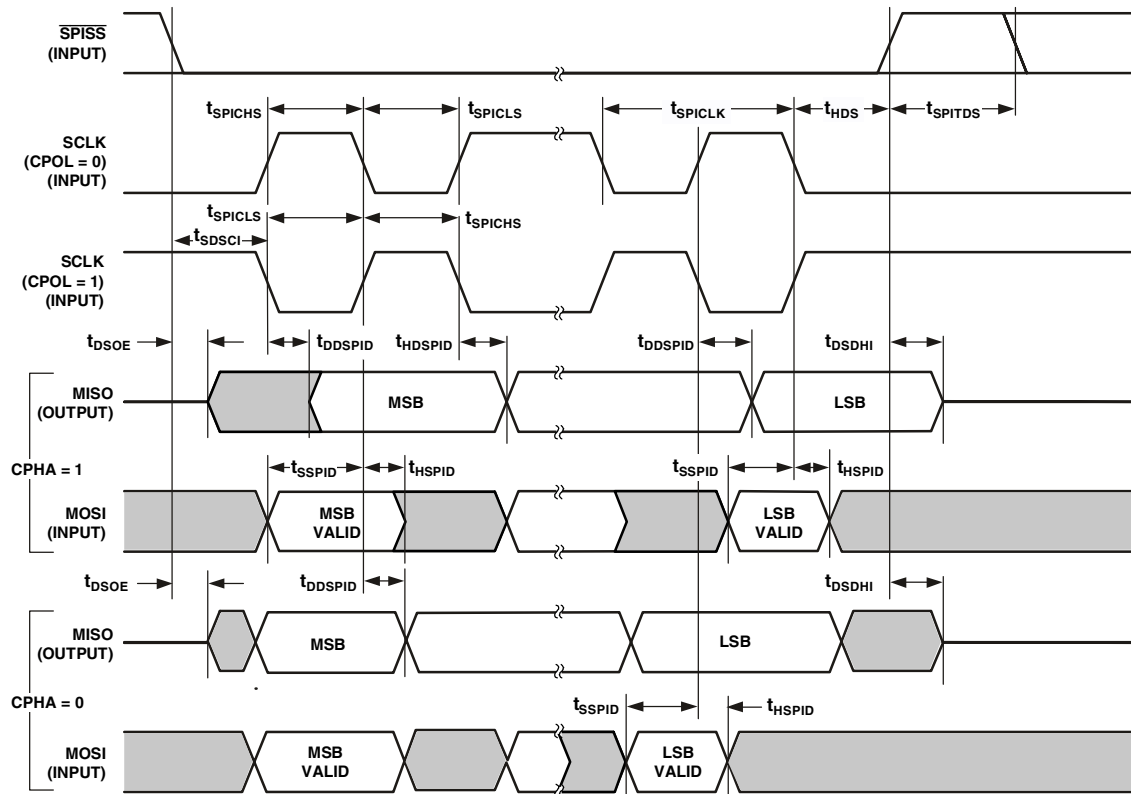 SPISS
(INPUT)
tSPICHS
tSPICLS
tSPICLK
tHDS
tSPITDS
SCLK
(CPOL = 0)
(INPUT)
tSPICLS
tSPICHS
tSDSCI
SCLK
(CPOL = 1)
(INPUT)
tDSOE
tDDSPID
tHDSPID
tDDSPID
tDSDHI
MISO
(OUTPUT)
MSB
LSB
CPHA = 1
tSSPID
tHSPID
tSSPID
tHSPID
MOSI
(INPUT)
MSB
VALID
LSB
VALID
tDSOE
tDDSPID
tDSDHI
MISO
(OUTPUT)
MSB
LSB
CPHA = 0
tSSPID
tHSPID
MOSI
(INPUT)
MSB
VALID
LSB
VALID